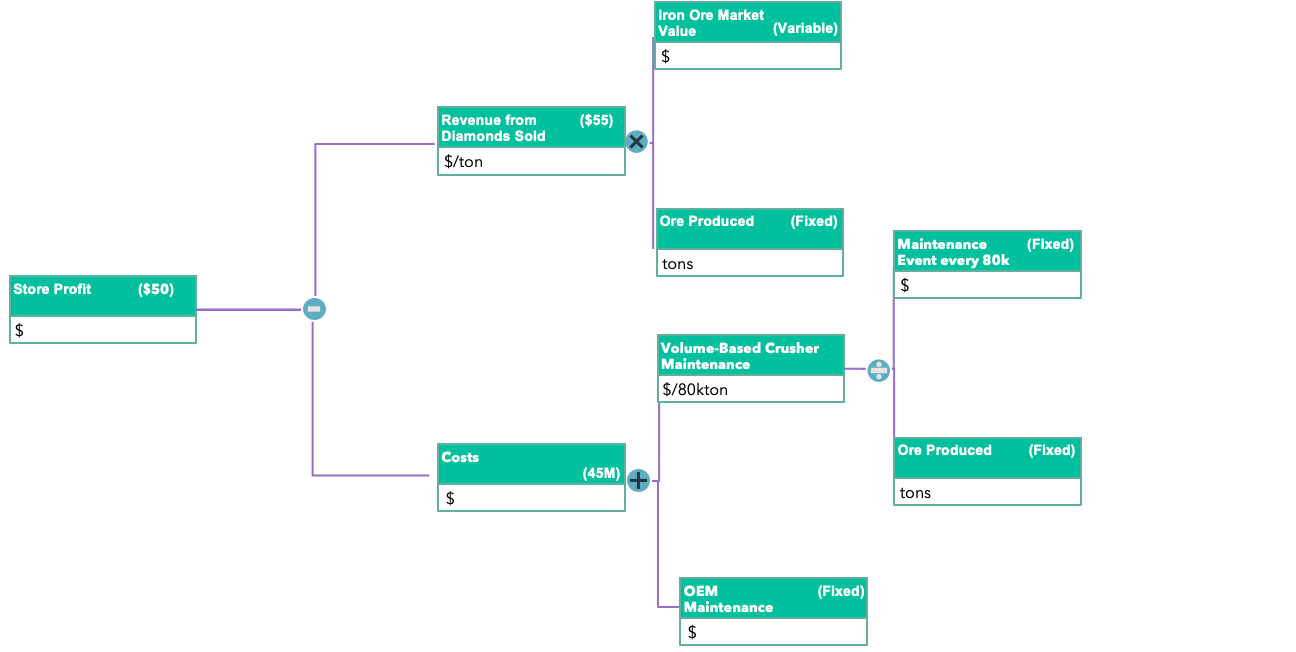 Iron Ore Market
Value (Variable)
$
Revenue from ($55)
Diamonds Sold
$/ton
Ore Produced (Fixed)
tons
Maintenance (Fixed)
Event every 80k
$
Store Profit ($50)
$
Volume-Based Crusher
Maintenance
$/80kton
Costs
(45M)
$
Ore Produced (Fixed)
tons
OEM (Fixed)
Maintenance
$